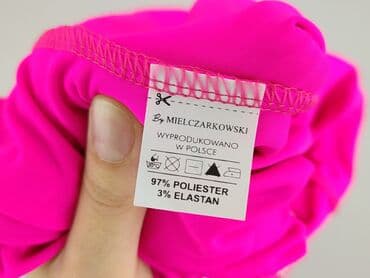 By MIELCZARKOWSKI
WYPRODUKOWANO
W POLSCE
97% POLIESTER
3% ELASTAN